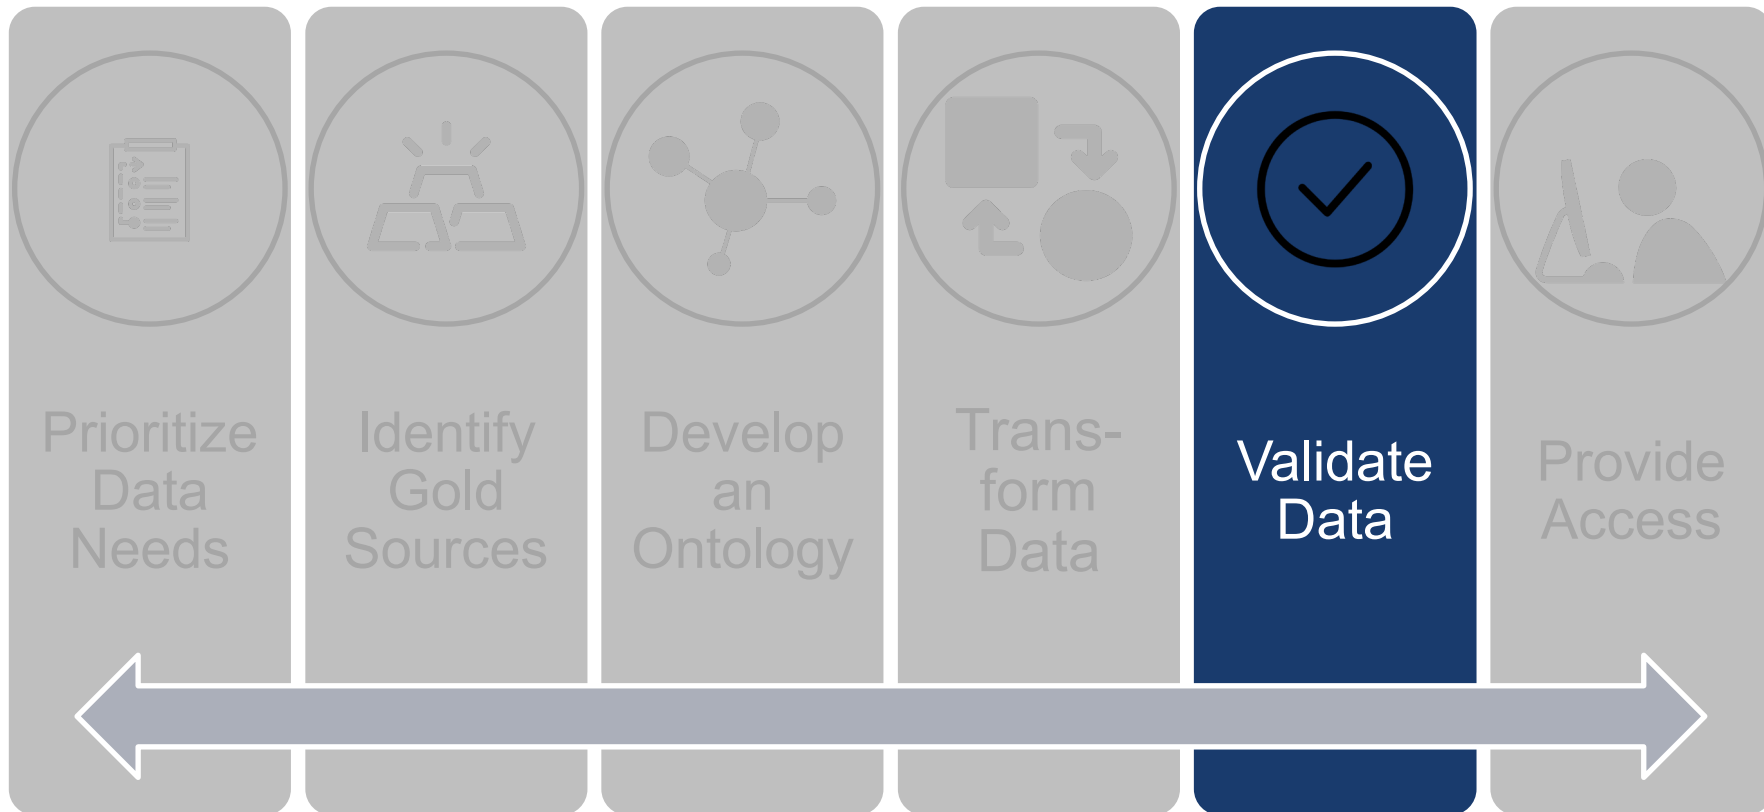 Prioritize
Data
Needs
Identify
Gold
Sources
Develop
an
Ontology
Trans-
form
Data
Validate
Data
Provide
Access